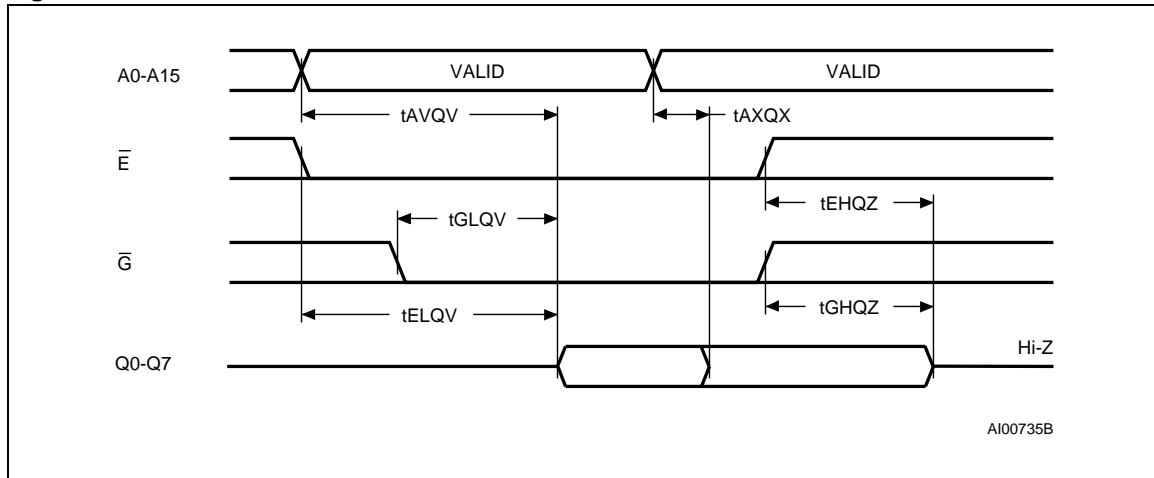 A0-A15 VALID VALID
tAVQV tAXQX
E
tEHQZ
tGLQV
G
tGHQZ
tELQV
Q0-Q7 Hi-Z
AI00735B